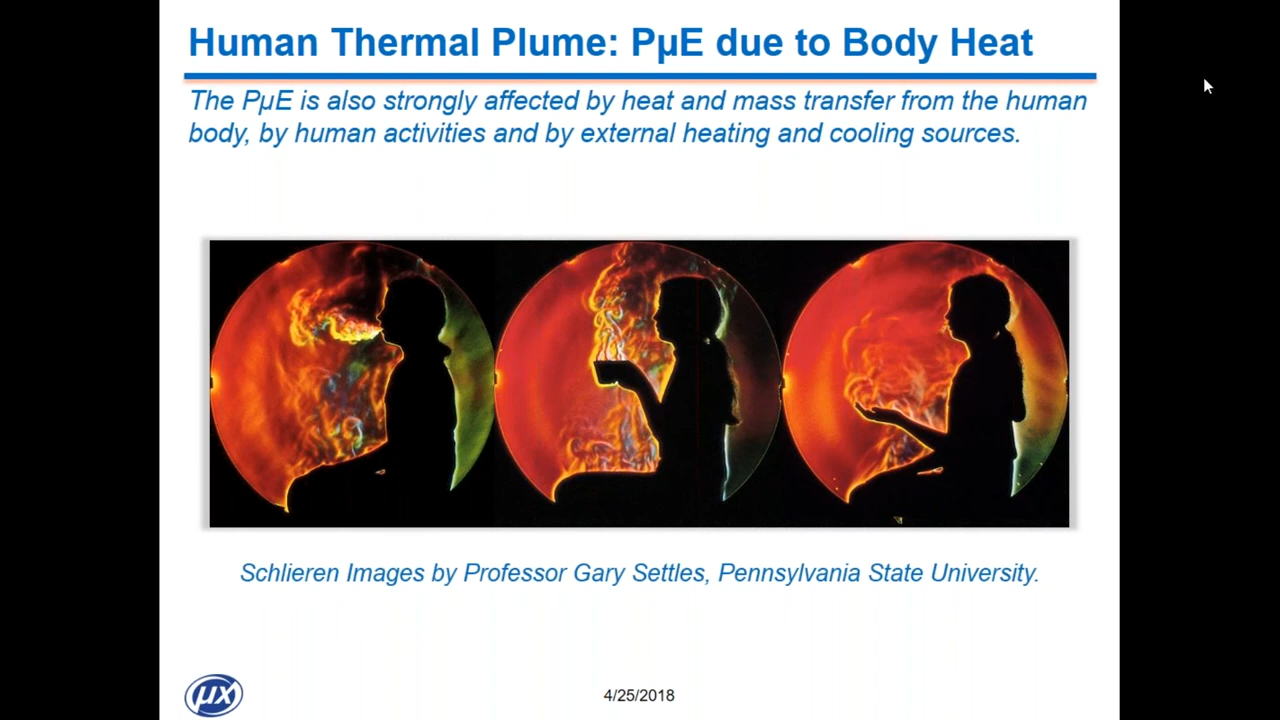 Human Thermal Plume: PµE due to Body Heat
The PµE is also strongly affected by heat and mass transfer from the human
body, by human activities and by external heating and cooling sources.
Schlieren Images by Professor Gary Settles, Pennsylvania State University.
µx
4/25/2018